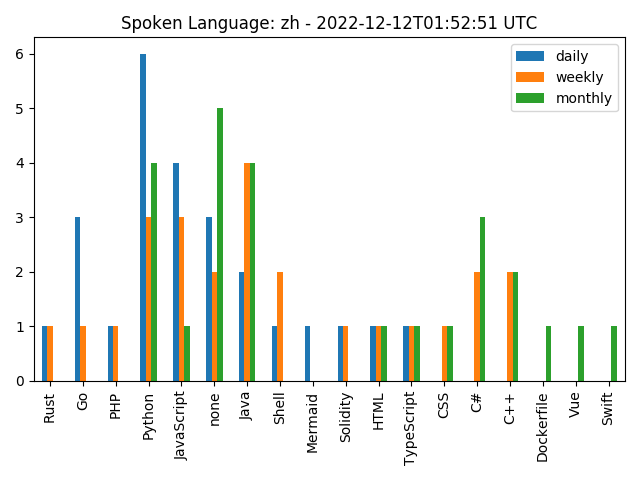 Spoken Language: zh - 2022-12-12T01:52:51 UTC
daily
weekly
monthly
6
5
4
3
2
1
0
Rust
Go
PHP
Python
JavaScript
none
Java
Shell
Mermaid
Solidity
HTML
TypeScript
CSS
C#
C++
Dockerfile
Vue
Swift